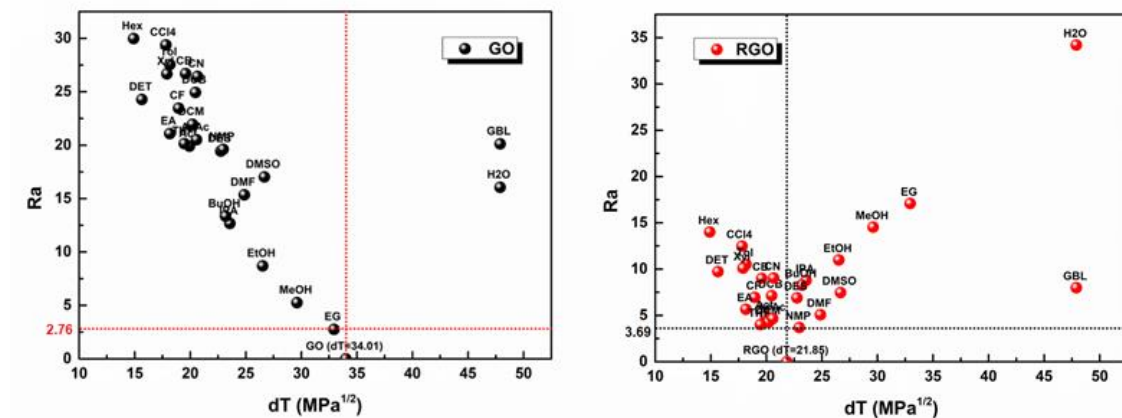 GO
Ra
30
25
20
15
10
5
0
2.76
Hex
CCl4
Tol
Xyl
CB
CN
DCB
DET
CF
DCM
EA
NMP
DES
GBL
DMSO
H2O
DMF
BuOH
IPA
EtOH
MeOH
EG
GO (dT=34.01)
10 15 20 25 30 35 40 45 50
dT (MPa1/2)
RGO
Ra
35
30
25
20
15
10
5
0
3.69
H2O
EG
MeOH
Hex
CCl4
EtOH
Tol
Xyl
DET
CB
CN
IPA
BuOH
DMSO
GBL
DCB
DES
CF
EA
DMF
NMP
RGO (dT=21.85)
10 15 20 25 30 35 40 45 50
dT (MPa1/2)